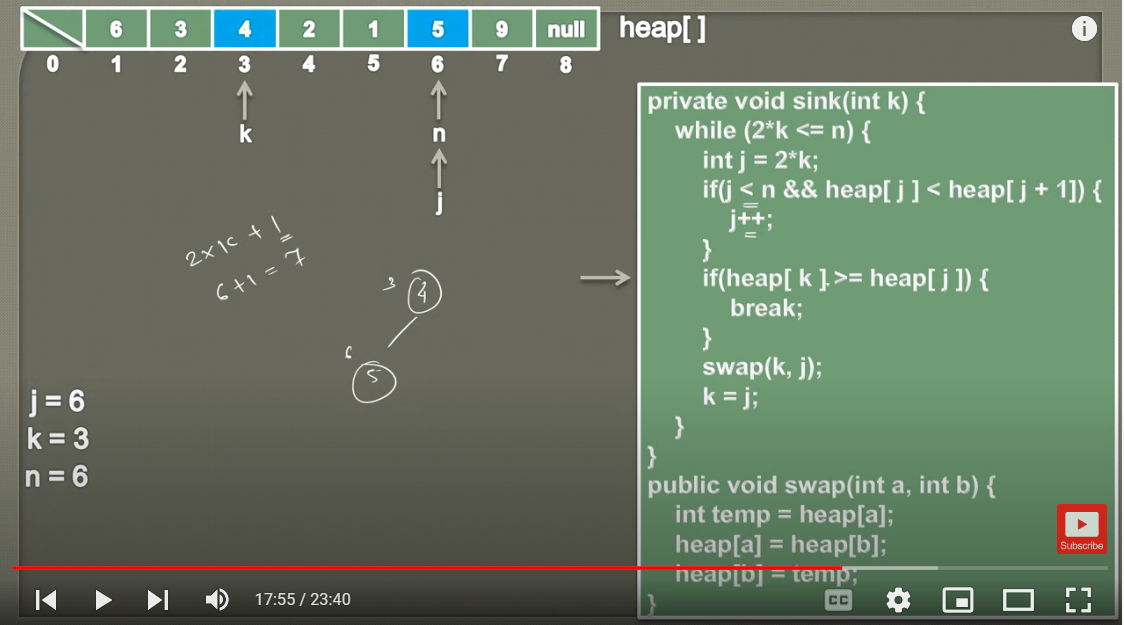 6 3 4 2 1 5 9 null heap[ ]
0 1 2 3 4 5 6 7 8
k n
j
2×k + 1
6+1 = 7
3 4
6
5
j = 6
k = 3
n = 6
private void sink(int k) {
while (2*k <= n) {
int j = 2*k;
if(j < n && heap[ j ] < heap[ j + 1]) {
j++;
}
if(heap[ k ] >= heap[ j ]) {
break;
}
swap(k, j);
k = j;
}
}
public void swap(int a, int b) {
int temp = heap[a];
heap[a] = heap[b];
heap[b] = temp;
}
Subscribe
17:55 / 23:40
CC